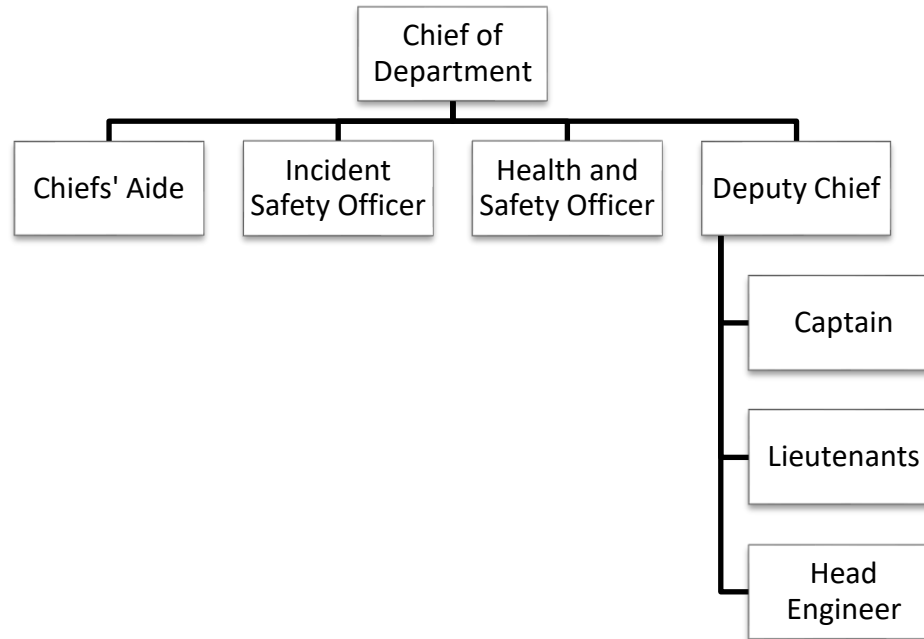 Chief of
Department
Chiefs' Aide
Incident
Safety Officer
Health and
Safety Officer
Deputy Chief
Captain
Lieutenants
Head
Engineer